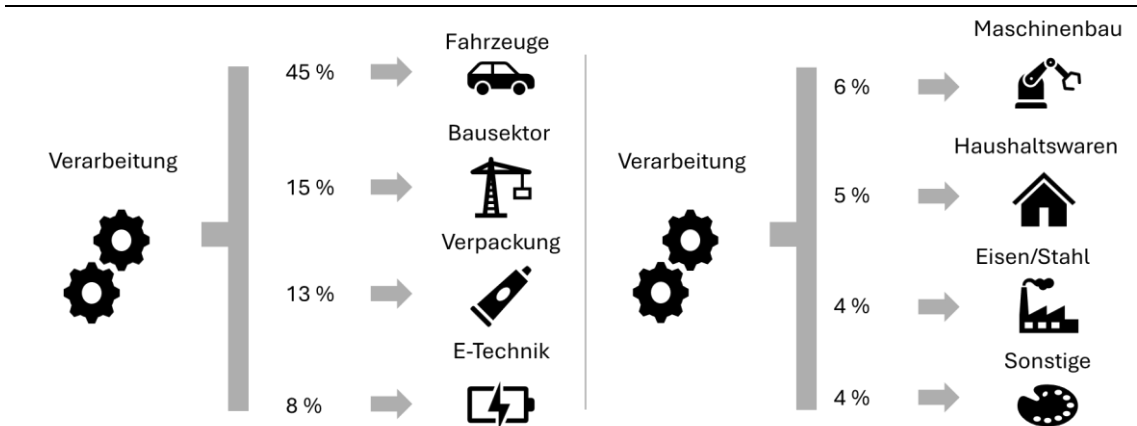 Verarbeitung
45 %
Fahrzeuge
15 %
Bausektor
13 %
Verpackung
8 %
E-Technik
Verarbeitung
6 %
Maschinenbau
5 %
Haushaltswaren
4 %
Eisen/Stahl
4 %
Sonstige